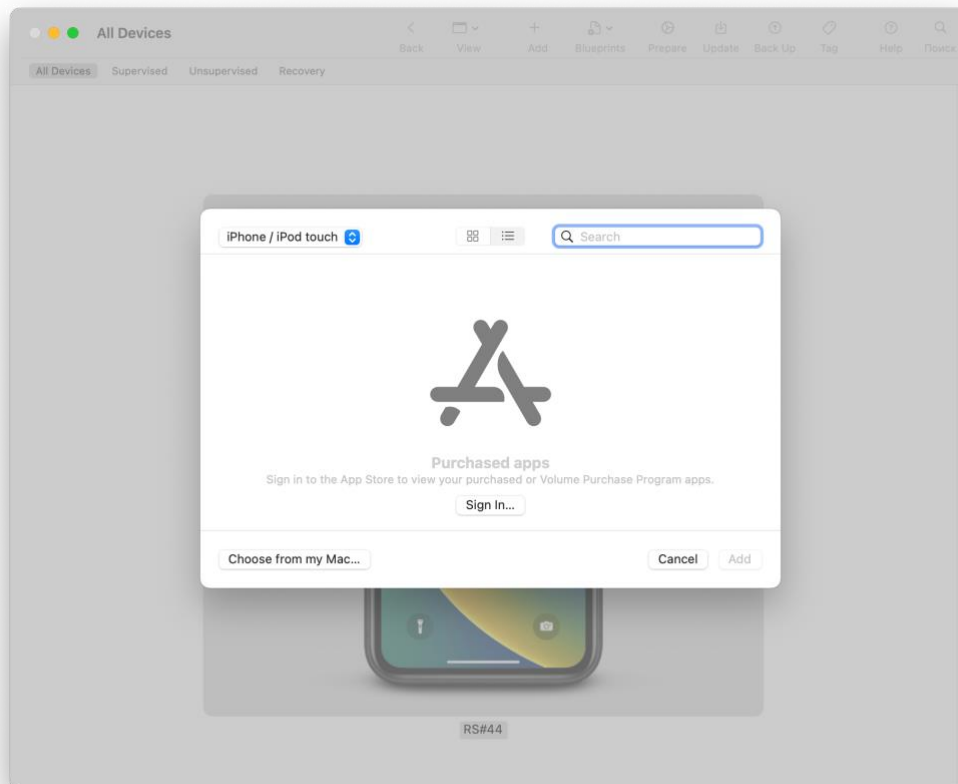 All Devices
Back View Add Blueprints Prepare Update Back Up Tag Help Поиск
All Devices Supervised Unsupervised Recovery
iPhone / iPod touch Search
Purchased apps
Sign in to the App Store to view your purchased or Volume Purchase Program apps.
Sign In...
Choose from my Mac... Cancel Add
RS#44